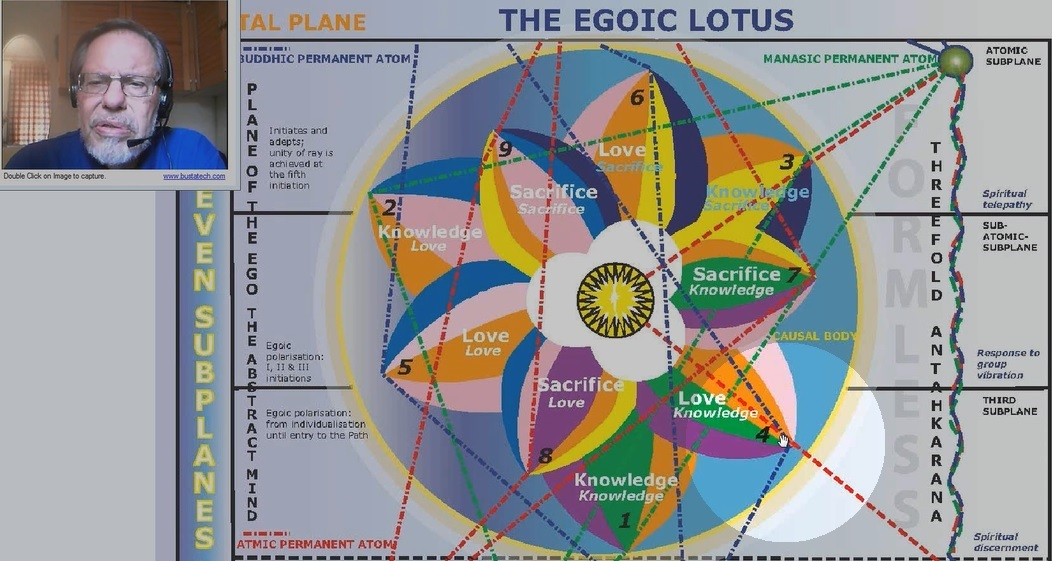 TAL PLANE
THE EGOIC LOTUS
Double Click on Image to capture.
www.bustatech.com
BUDDHIC PERMANENT ATOM
MANASIC PERMANENT ATOM
ATOMIC
SUBPLANE
PLANE OF THE EGO THE ABSTRACT MIND
EVEN SUBPLANES
Initiates and
adepts;
unity of ray is
achieved at
the fifth
initiation
Egoic
polarisation:
I, II & III
initiations
Egoic polarisation:
from individualisation
until entry to the Path
6
Love
Sacrifice
9
Sacrifice
Sacrifice
3
Knowledge
Sacrifice
2
Knowledge
Love
Sacrifice
Knowledge
7
CAUSAL BODY
Love
Love
5
Sacrifice
Love
8
Love
Knowledge
4
Knowledge
Knowledge
1
FORMLESS
THREEFOLD ANTAHKARANA
Spiritual
telepathy
SUB-
ATOMIC-
SUBPLANE
Response to
group
vibration
THIRD
SUBPLANE
Spiritual
discernment
ATMIC PERMANENT ATOM